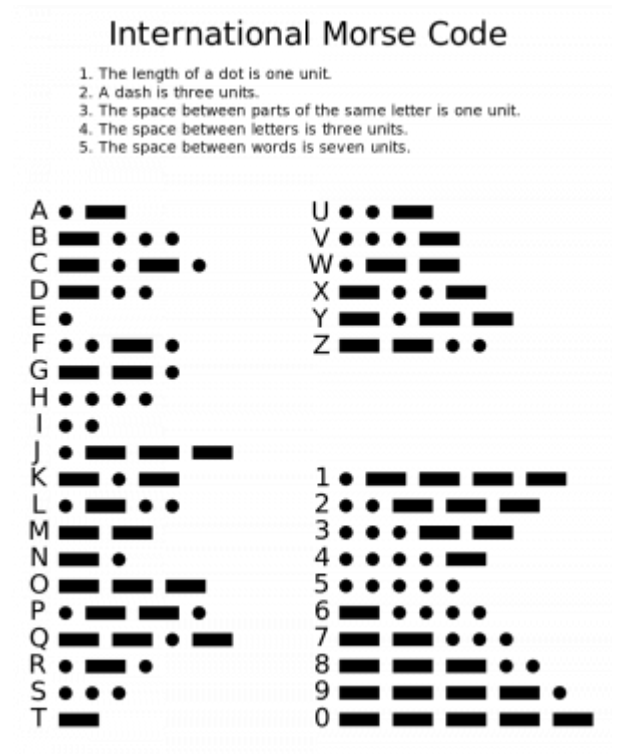 International Morse Code
1. The length of a dot is one unit.
2. A dash is three units.
3. The space between parts of the same letter is one unit.
4. The space between letters is three units.
5. The space between words is seven units.
A
B
C
D
E
F
G
H
I
J
K
L
M
N
O
P
Q
R
S
T
U
V
W
X
Y
Z
1
2
3
4
5
6
7
8
9
0